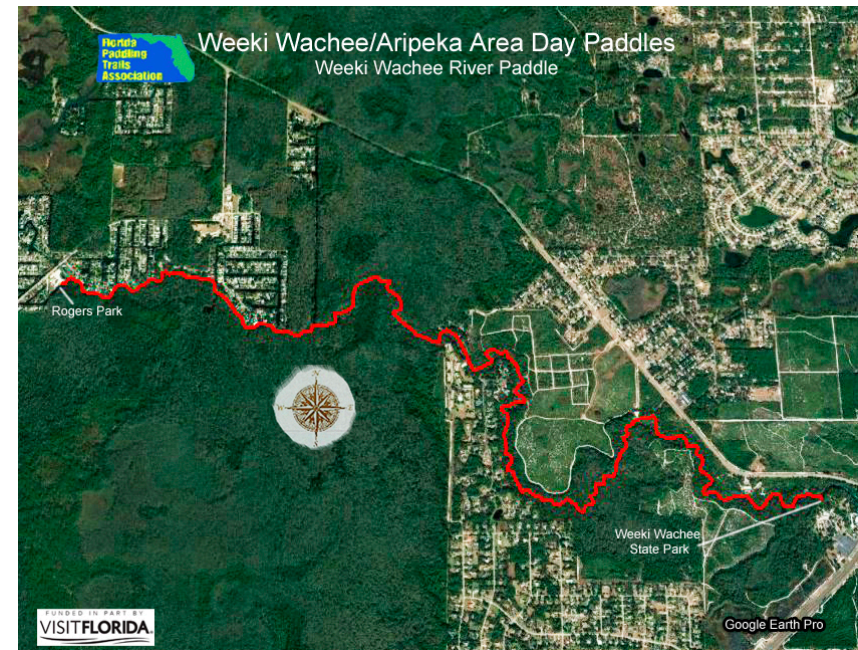 Florida
Paddling
Trails
Association
Weeki Wachee/Aripeka Area Day Paddles
Weeki Wachee River Paddle
Rogers Park
N
W
E
S
Weeki Wachee
State Park
FUNDED IN PART BY
VISITFLORIDA.
Google Earth Pro